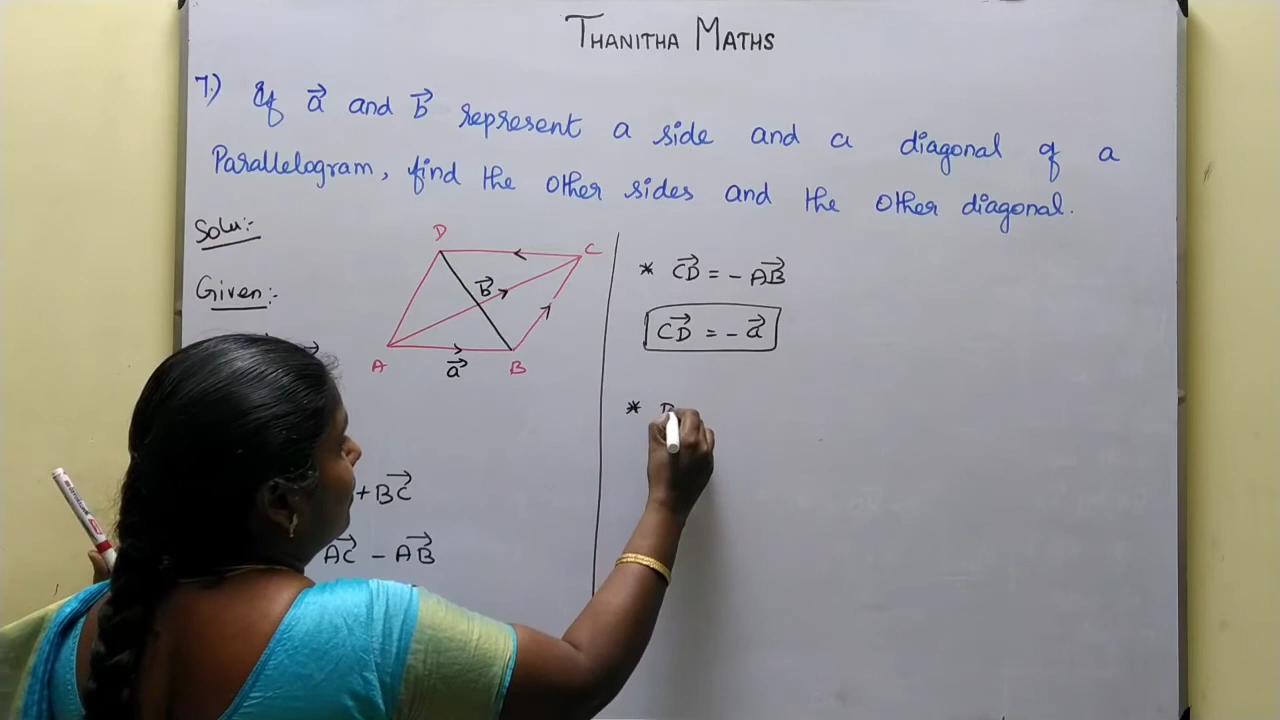 THANITHA MATHS
7.) If a⃗ and b⃗ represent a side and a diagonal of a
Parallelogram, find the other sides and the other diagonal.
Solu:-
Given:-
D
C
b⃗
A
B
a⃗
+ BC⃗
AC⃗ - AB⃗
* CD⃗ = - AB⃗
CD⃗ = - a⃗
*